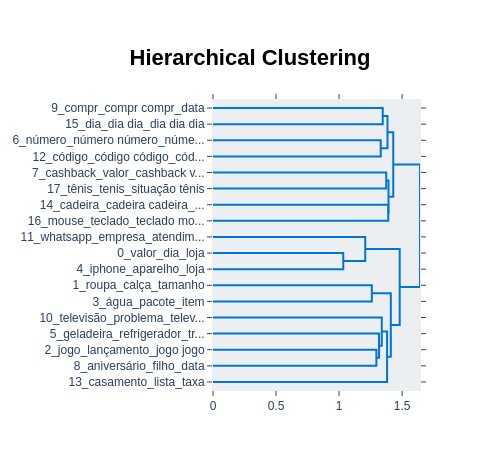 Hierarchical Clustering
9_compr_compr compr_data
15_dia_dia dia_dia dia dia
6_número_número número_núme...
12_código_código código_cód...
7_cashback_valor_cashback v...
17_tênis_tenis_situação tênis
14_cadeira_cadeira cadeira_...
16_mouse_teclado_teclado mo...
11_whatsapp_empresa_atendim...
0_valor_dia_loja
4_iphone_aparelho_loja
1_roupa_calça_tamanho
3_água_pacote_item
10_televisão_problema_telev...
5_geladeira_refrigerador_tr...
2_jogo_lançamento_jogo jogo
8_aniversário_filho_data
13_casamento_lista_taxa
0 0.5 1 1.5